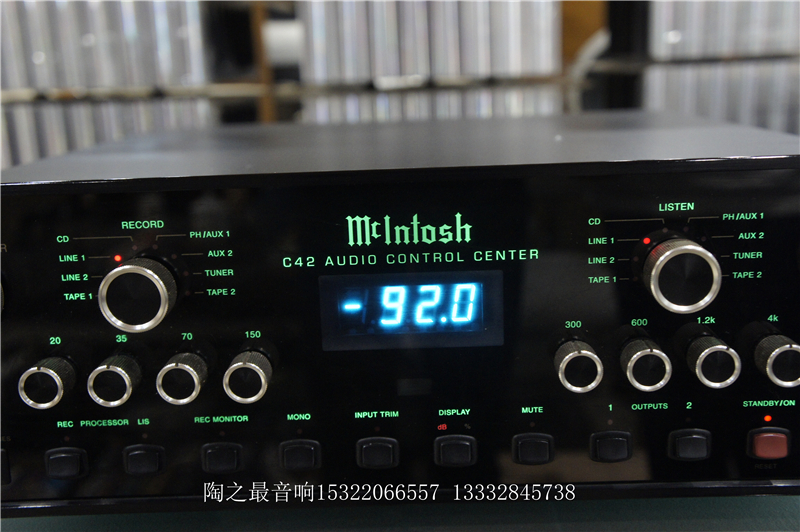 RECORD
CD
PH/AUX 1
LINE 1
AUX 2
LINE 2
TUNER
TAPE 1
TAPE 2
McIntosh
C42 AUDIO CONTROL CENTER
-92.0
LISTEN
CD
PH/AUX 1
LINE 1
AUX 2
LINE 2
TUNER
TAPE 1
TAPE 2
20 35 70 150
300 600 1.2k 4k
REC PROCESSOR LIS REC MONITOR MONO INPUT TRIM DISPLAY MUTE 1 OUTPUTS 2 STANDBY/ON
dB %
RESET
陶之最音响15322066557 13332845738